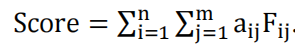 Score = ∑ⁿᵢ₌₁ ∑ᵐⱼ₌₁ aᵢⱼFᵢⱼ.